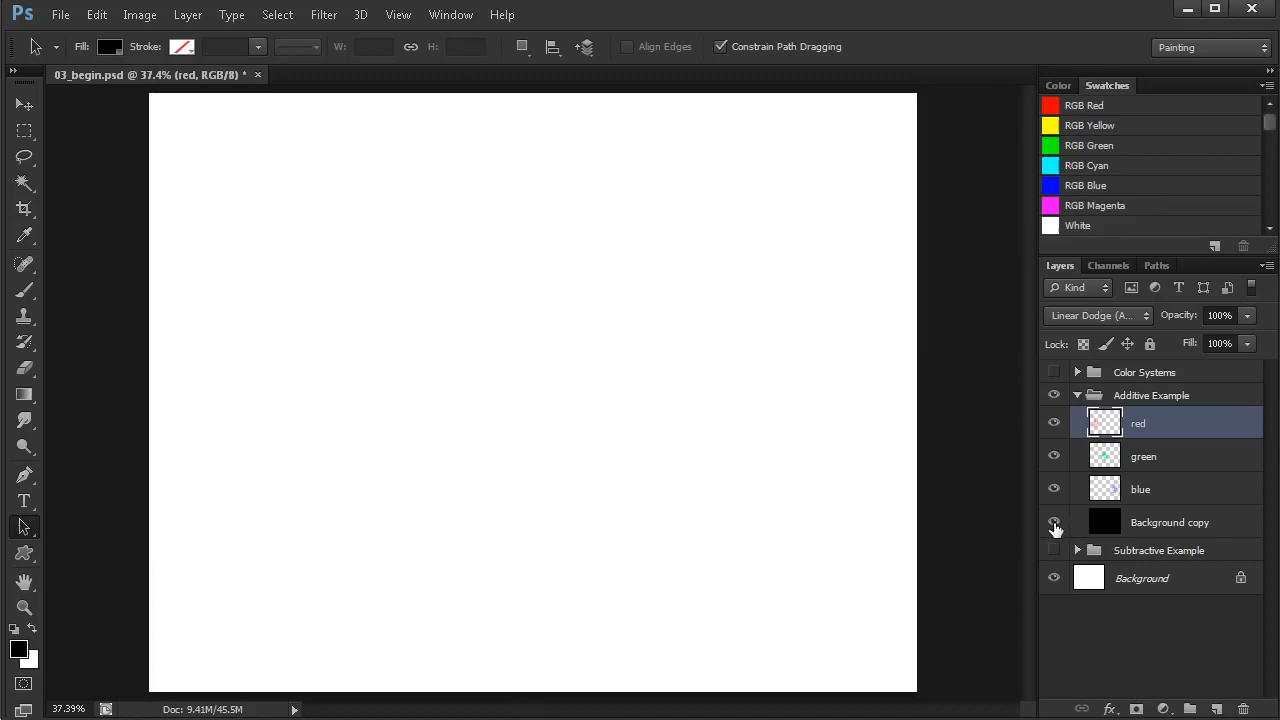 Ps File Edit Image Layer Type Select Filter 3D View Window Help
Fill: Stroke: W: H: Align Edges Constrain Path Dragging Painting
03_begin.psd @ 37.4% (red, RGB/8) *
Color Swatches
RGB Red
RGB Yellow
RGB Green
RGB Cyan
RGB Blue
RGB Magenta
White
Layers Channels Paths
Kind
Linear Dodge (A... Opacity: 100%
Lock: Fill: 100%
Color Systems
Additive Example
red
green
blue
Background copy
Subtractive Example
Background
37.39% Doc: 9.41M/45.5M